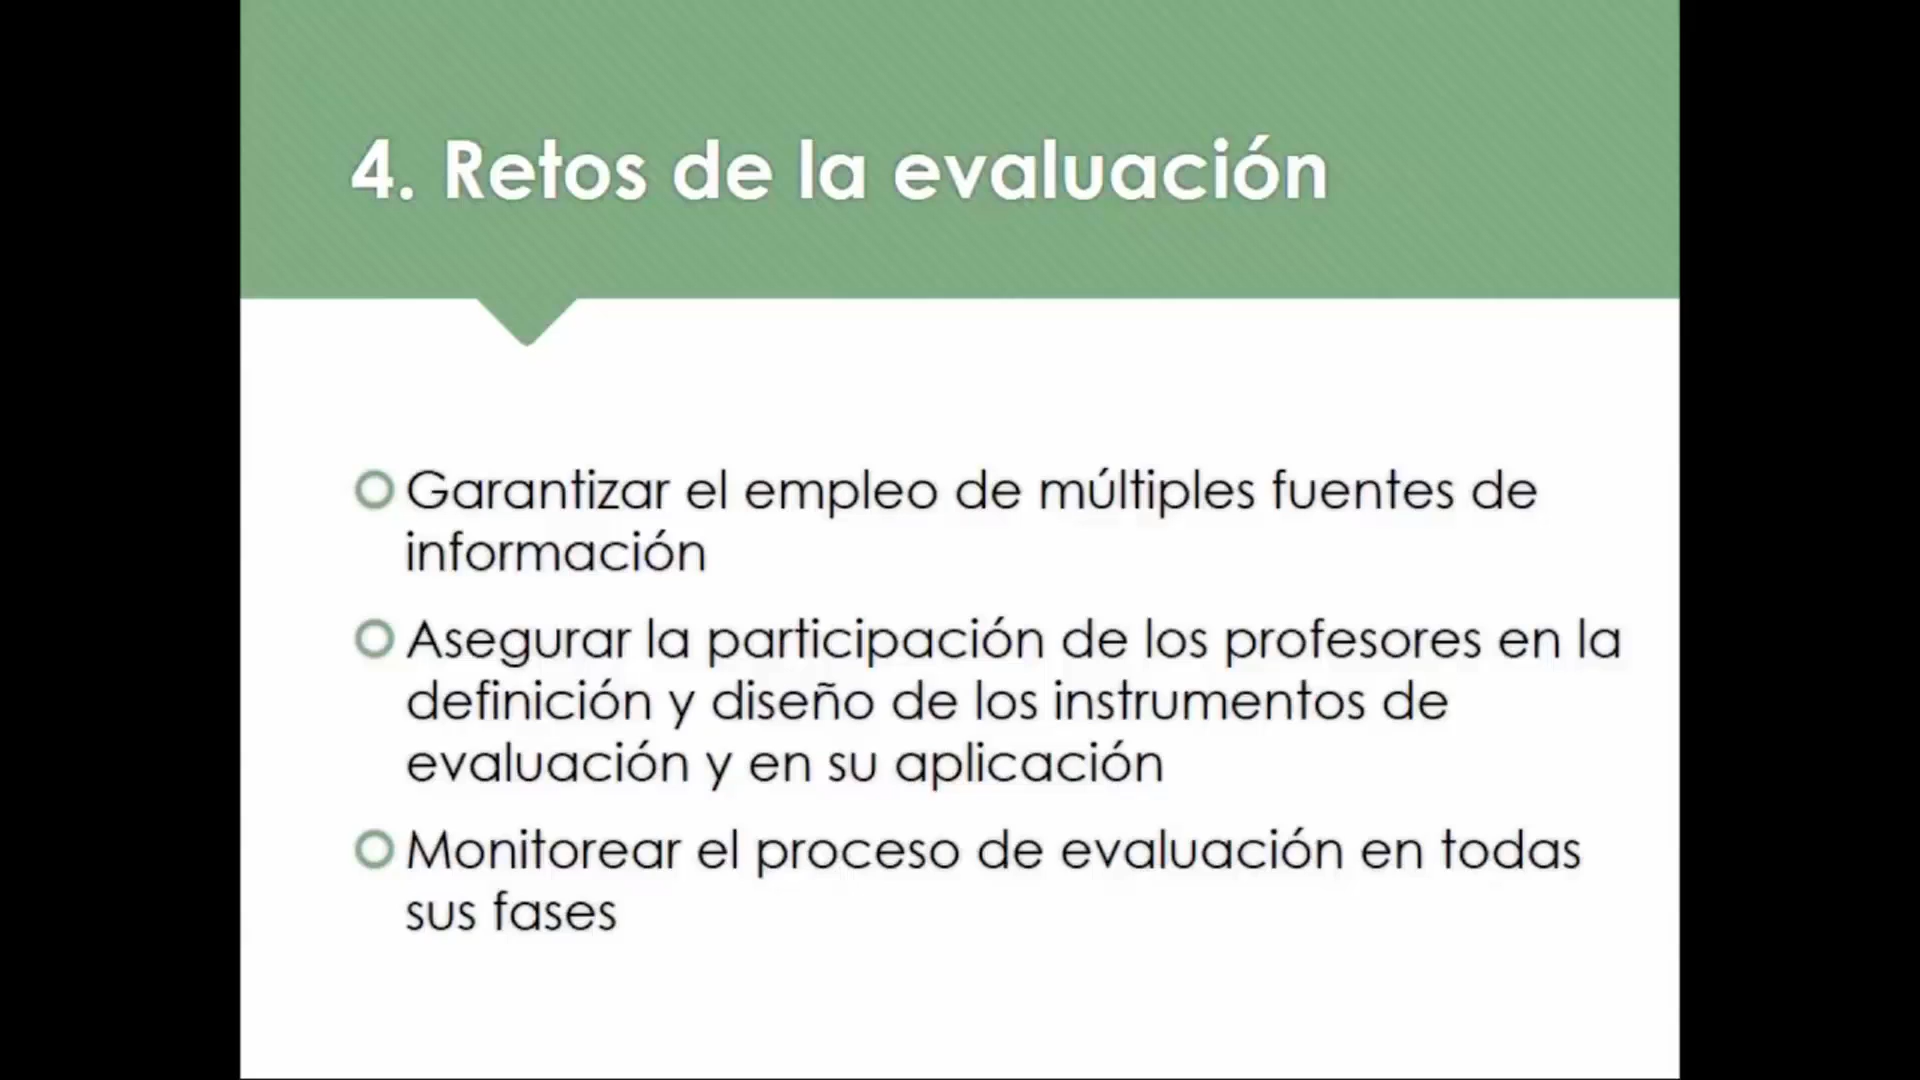 4. Retos de la evaluación
Garantizar el empleo de múltiples fuentes de
información
Asegurar la participación de los profesores en la
definición y diseño de los instrumentos de
evaluación y en su aplicación
Monitorear el proceso de evaluación en todas
sus fases